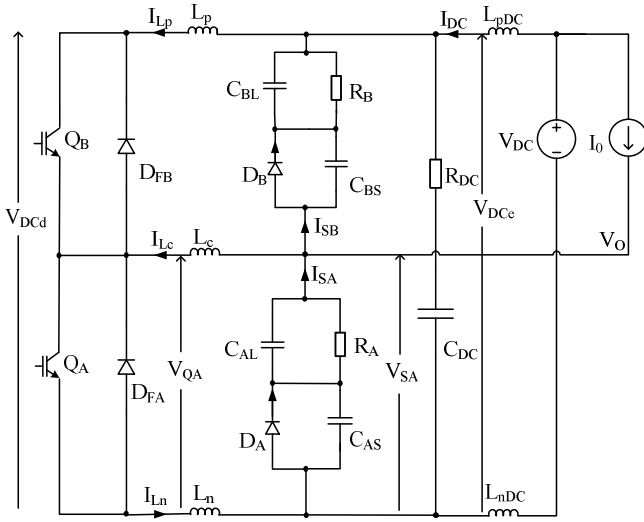 I_Lp
L_p
I_DC
L_pDC
C_BL
R_B
Q_B
D_FB
D_B
C_BS
R_DC
V_DCe
V_DC
+
−
I_0
V_DCd
I_SB
I_Lc
L_c
V_O
I_SA
C_AL
R_A
V_SA
C_DC
Q_A
D_FA
V_QA
D_A
C_AS
I_Ln
L_n
L_nDC